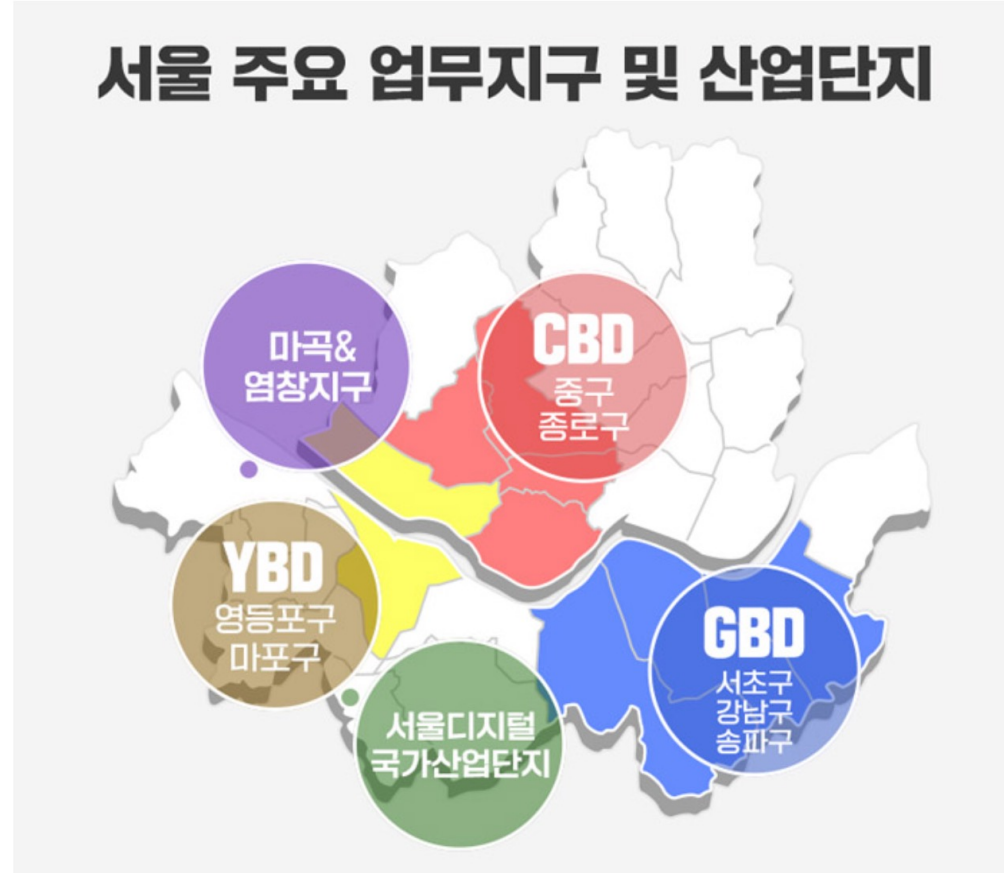 서울 주요 업무지구 및 산업단지
마곡&
염창지구
CBD
중구
종로구
YBD
영등포구
마포구
GBD
서초구
강남구
송파구
서울디지털
국가산업단지